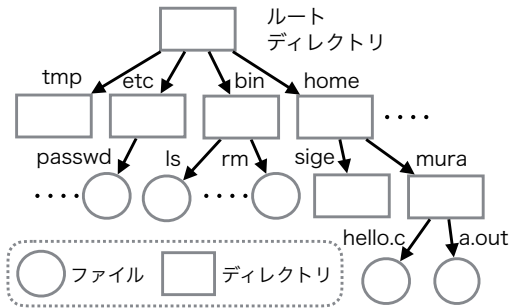 ルート
ディレクトリ
tmp
etc
bin
home
passwd
ls
rm
sige
mura
hello.c
a.out
ファイル
ディレクトリ